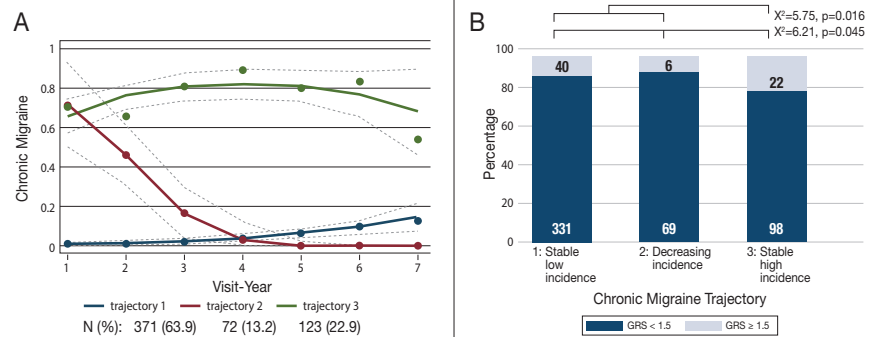 A
Chronic Migraine
1
0.8
0.6
0.4
0.2
0
1 2 3 4 5 6 7
Visit-Year
trajectory 1 trajectory 2 trajectory 3
N (%): 371 (63.9) 72 (13.2) 123 (22.9)
B
X²=5.75, p=0.016
X²=6.21, p=0.045
Percentage
100
80
60
40
20
0
40 6 22
331 69 98
1: Stable low incidence
2: Decreasing incidence
3: Stable high incidence
Chronic Migraine Trajectory
GRS < 1.5 GRS ≥ 1.5